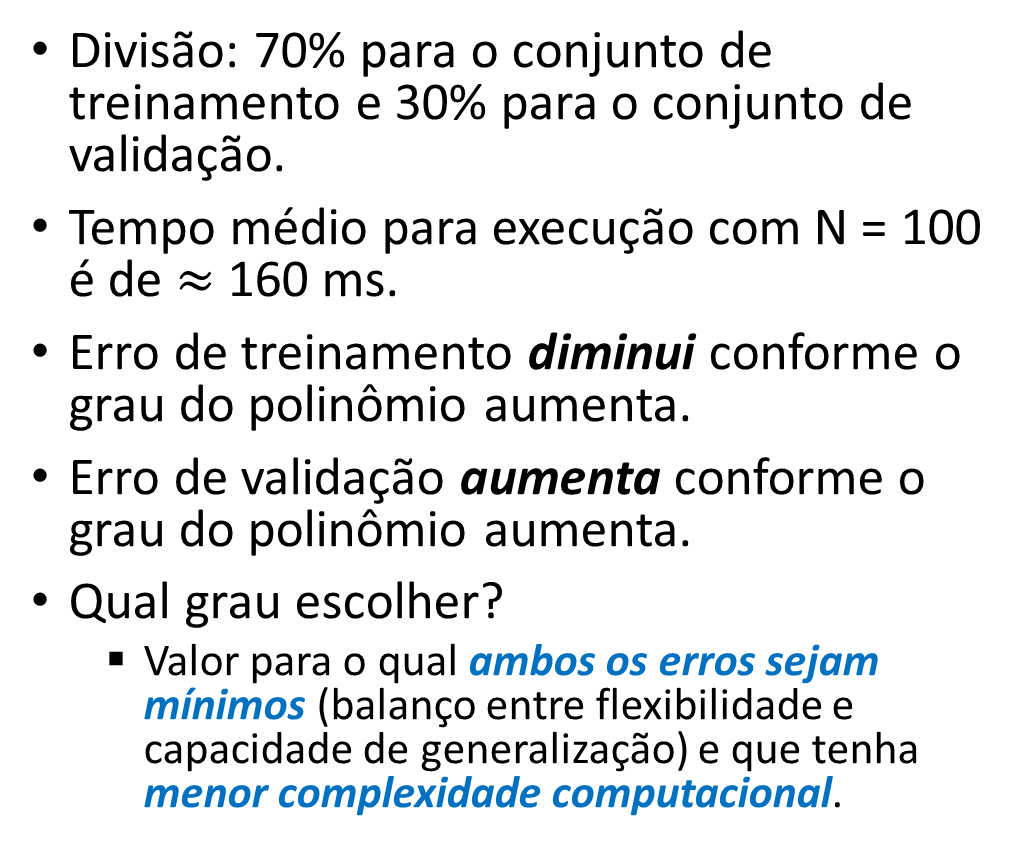 • Divisão: 70% para o conjunto de
treinamento e 30% para o conjunto de
validação.
• Tempo médio para execução com N = 100
é de ≈ 160 ms.
• Erro de treinamento diminui conforme o
grau do polinômio aumenta.
• Erro de validação aumenta conforme o
grau do polinômio aumenta.
• Qual grau escolher?
▪ Valor para o qual ambos os erros sejam
mínimos (balanço entre flexibilidade e
capacidade de generalização) e que tenha
menor complexidade computacional.